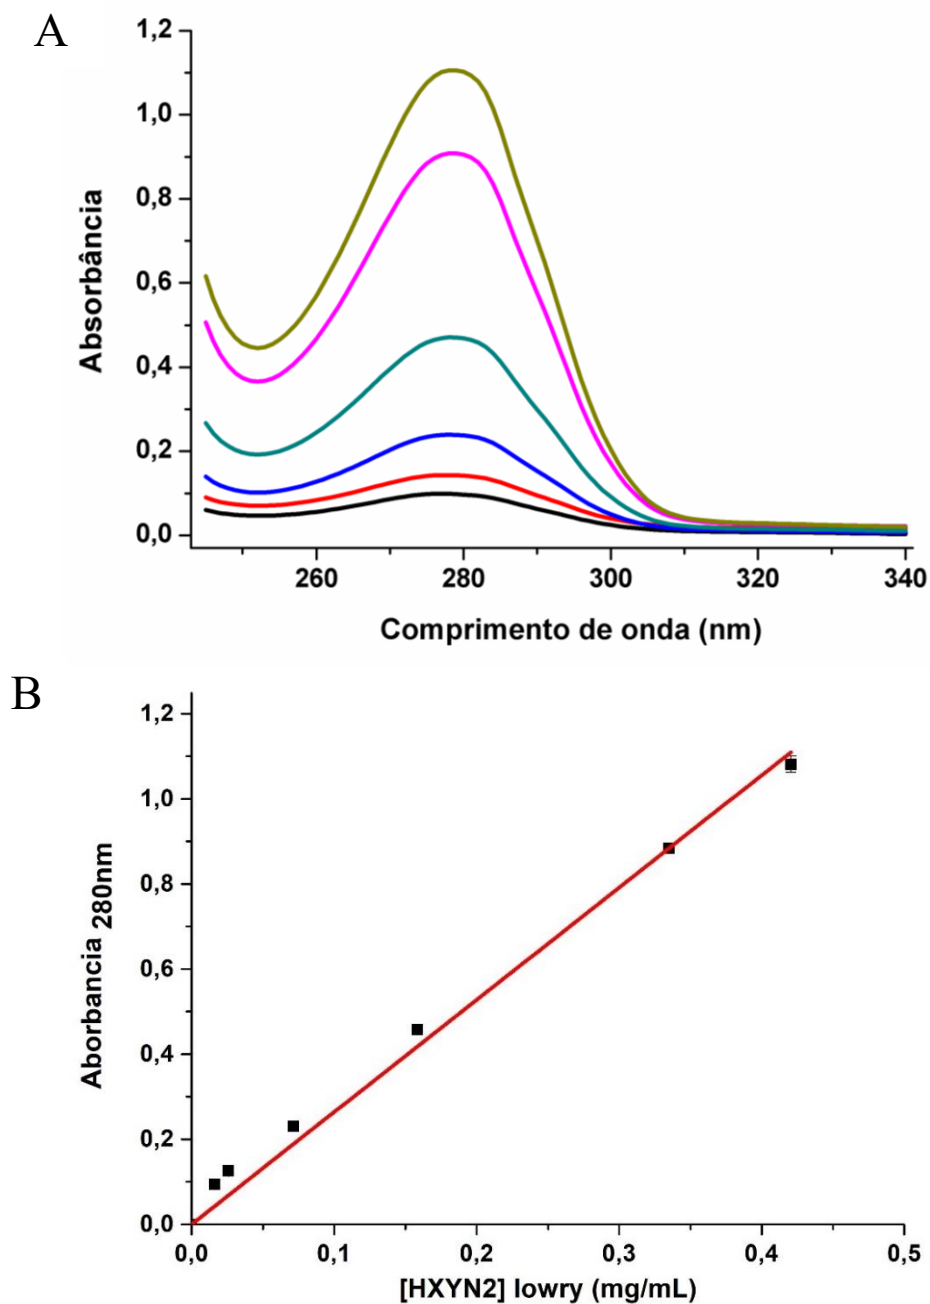 A
1,2
1,0
0,8
0,6
0,4
0,2
0,0
Absorbância
260 280 300 320 340
Comprimento de onda (nm)
B
1,2
1,0
0,8
0,6
0,4
0,2
0,0
Aborbancia 280nm
0,0 0,1 0,2 0,3 0,4 0,5
[HXYN2] lowry (mg/mL)